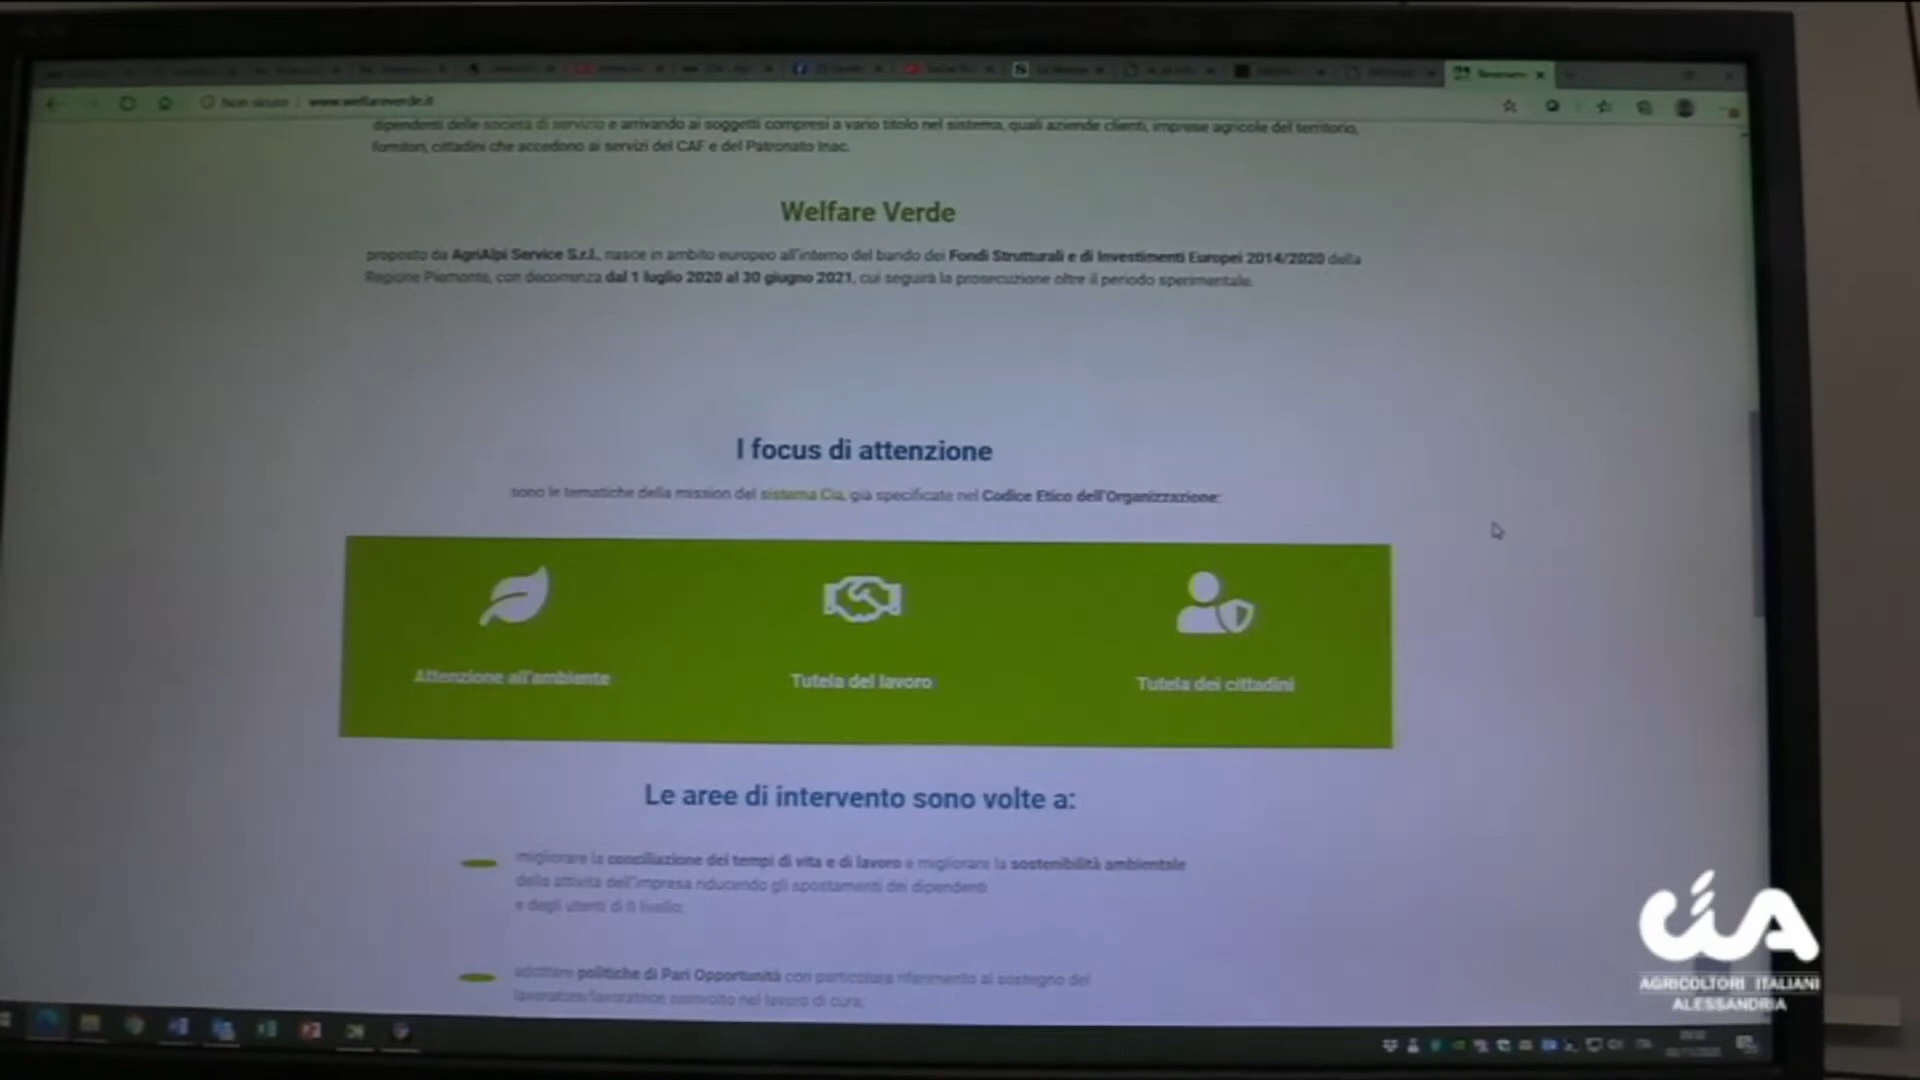 Non sicuro | www.welfareverde.it
dipendenti delle società di servizio e arrivando ai soggetti compresi a vario titolo nel sistema, quali aziende clienti, imprese agricole del territorio,
fornitori, cittadini che accedono ai servizi del CAF e del Patronato Inac.
Welfare Verde
proposto da AgriAlpi Service S.r.l., nasce in ambito europeo all'interno del bando dei Fondi Strutturali e di Investimenti Europei 2014/2020 della
Regione Piemonte, con decorrenza dal 1 luglio 2020 al 30 giugno 2021, cui seguirà la prosecuzione oltre il periodo sperimentale.
I focus di attenzione
sono le tematiche della mission del sistema Cia, già specificate nel Codice Etico dell'Organizzazione:
Attenzione all'ambiente
Tutela del lavoro
Tutela dei cittadini
Le aree di intervento sono volte a:
migliorare la conciliazione dei tempi di vita e di lavoro e migliorare la sostenibilità ambientale
della attività dell'impresa riducendo gli spostamenti dei dipendenti
e degli utenti di II livello;
adottare politiche di Pari Opportunità con particolare riferimento al sostegno del
lavoratore/lavoratrice coinvolto nel lavoro di cura;
CIA
AGRICOLTORI ITALIANI
ALESSANDRIA